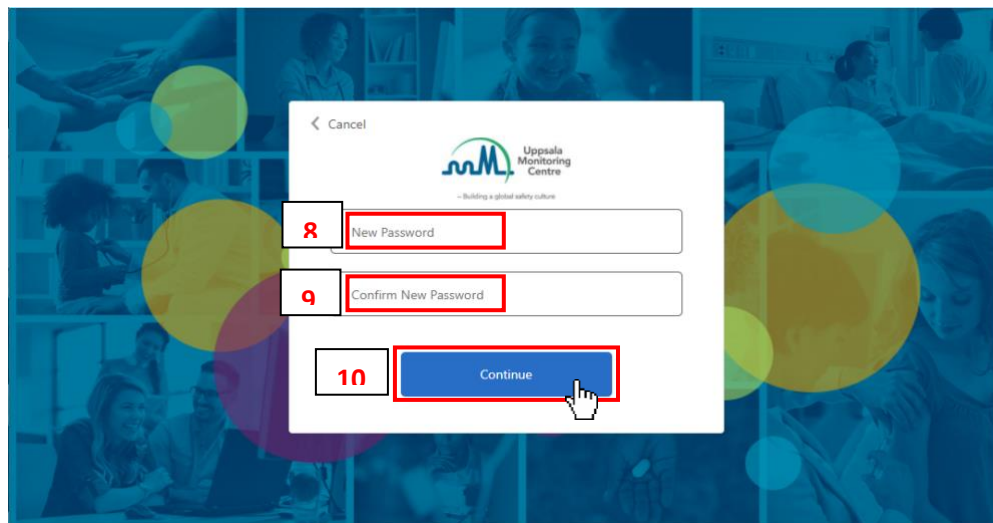 Cancel
Uppsala
Monitoring
Centre
– Building a global safety culture
8
New Password
9
Confirm New Password
10
Continue